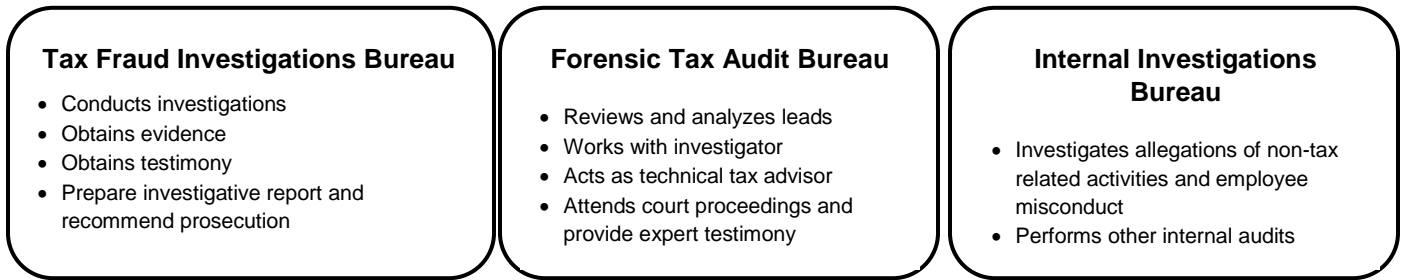 Tax Fraud Investigations Bureau
• Conducts investigations
• Obtains evidence
• Obtains testimony
• Prepare investigative report and
recommend prosecution
Forensic Tax Audit Bureau
• Reviews and analyzes leads
• Works with investigator
• Acts as technical tax advisor
• Attends court proceedings and
provide expert testimony
Internal Investigations
Bureau
• Investigates allegations of non-tax
related activities and employee
misconduct
• Performs other internal audits